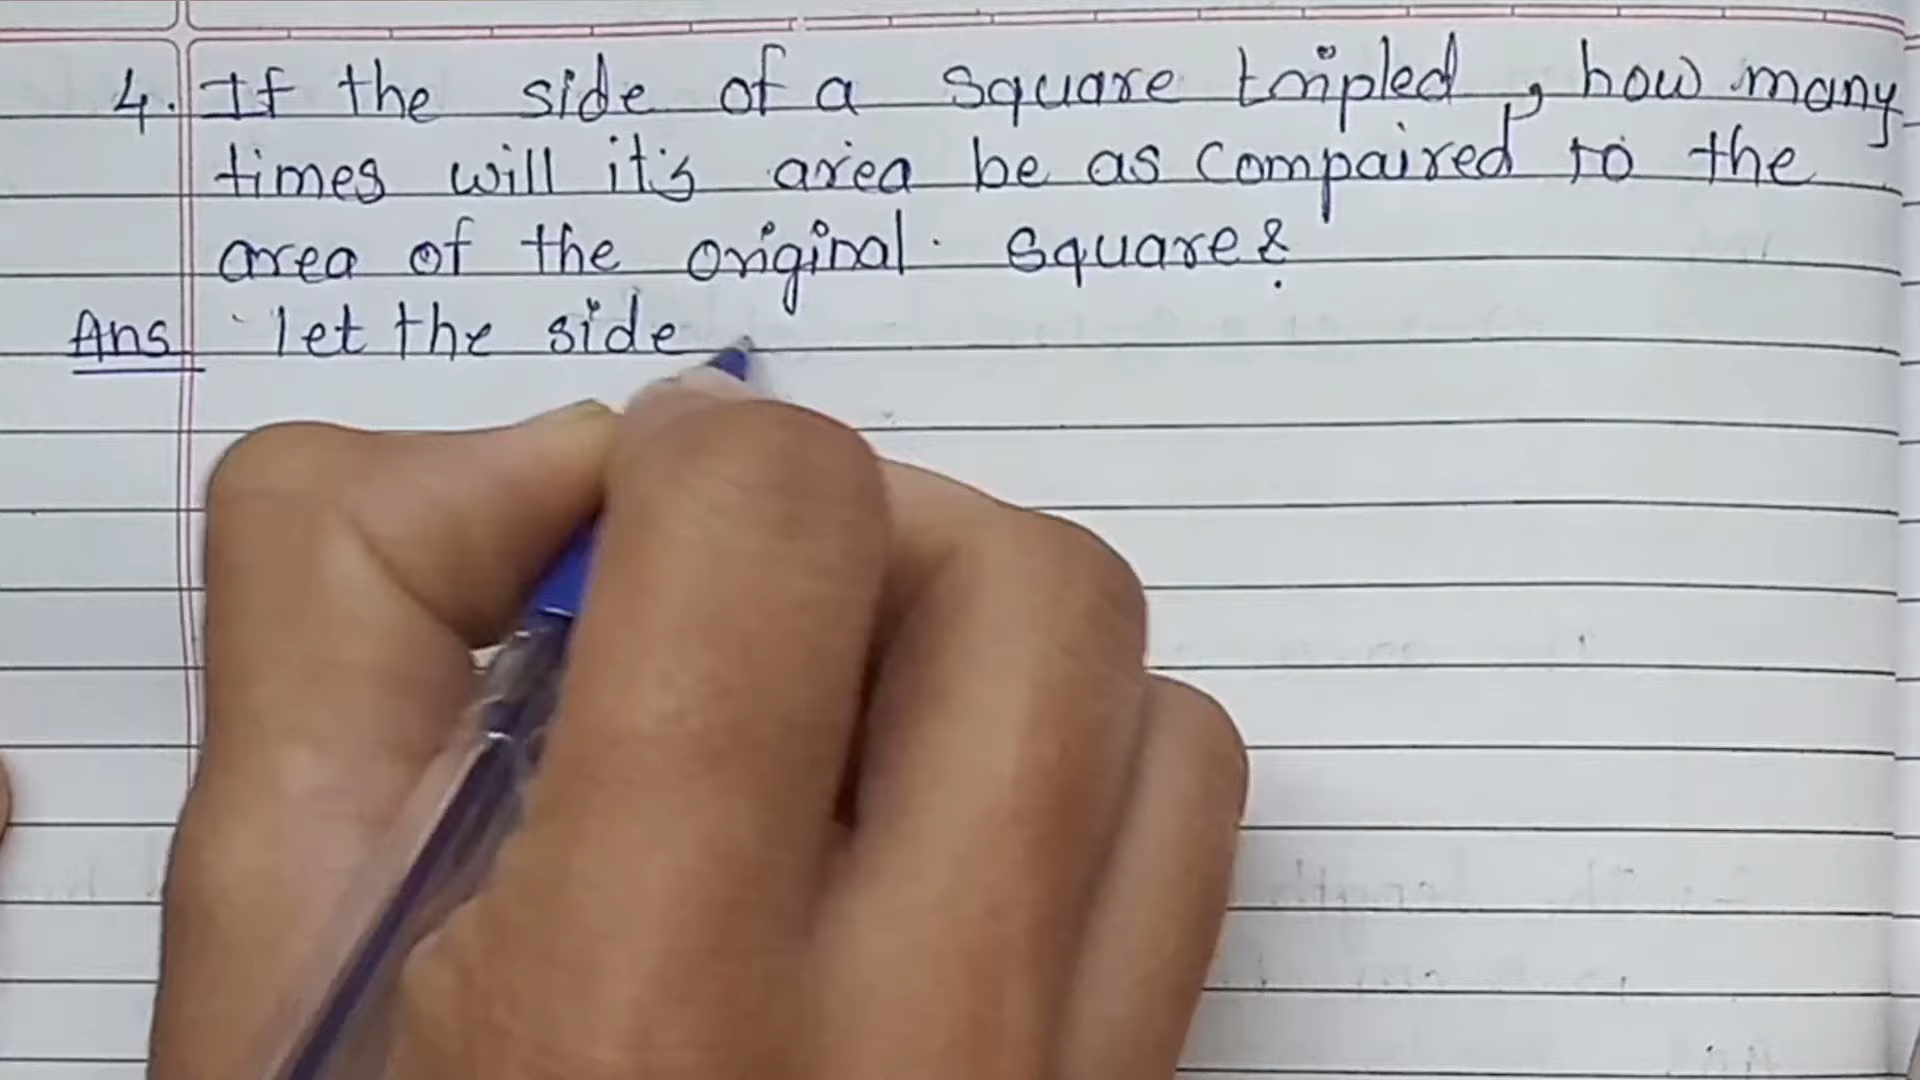 4. If the side of a square tripled, how many
times will it's area be as compaired to the
area of the original square?
Ans let the side